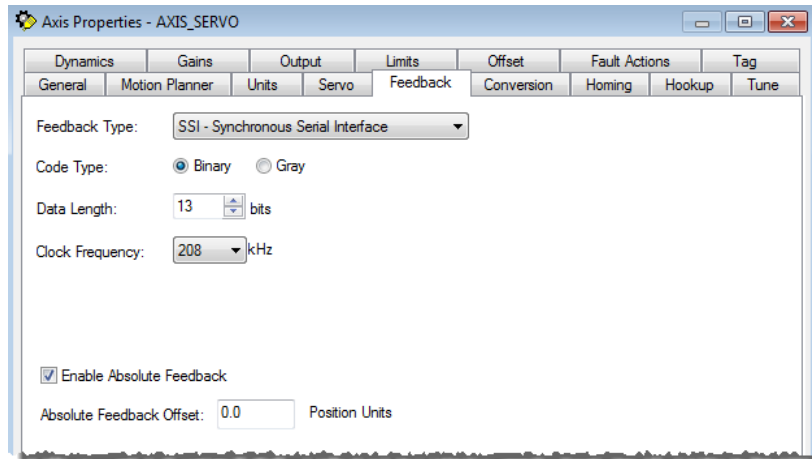 Axis Properties - AXIS_SERVO
Dynamics Gains Output Limits Offset Fault Actions Tag
General Motion Planner Units Servo Feedback Conversion Homing Hookup Tune
Feedback Type: SSI - Synchronous Serial Interface
Code Type: Binary Gray
Data Length: 13 bits
Clock Frequency: 208 kHz
Enable Absolute Feedback
Absolute Feedback Offset: 0.0 Position Units